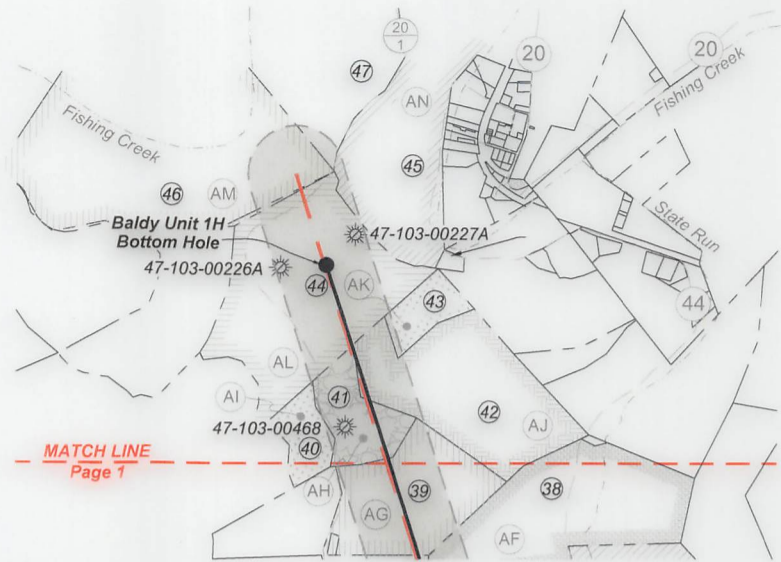 20
1
20
20
47
Fishing Creek
AN
Fishing Creek
45
46
AM
State Run
Baldy Unit 1H
Bottom Hole
47-103-00227A
47-103-00226A
44
AK
43
44
AL
AI
41
42
47-103-00468
AJ
40
MATCH LINE
Page 1
AH
39
38
AG
AF